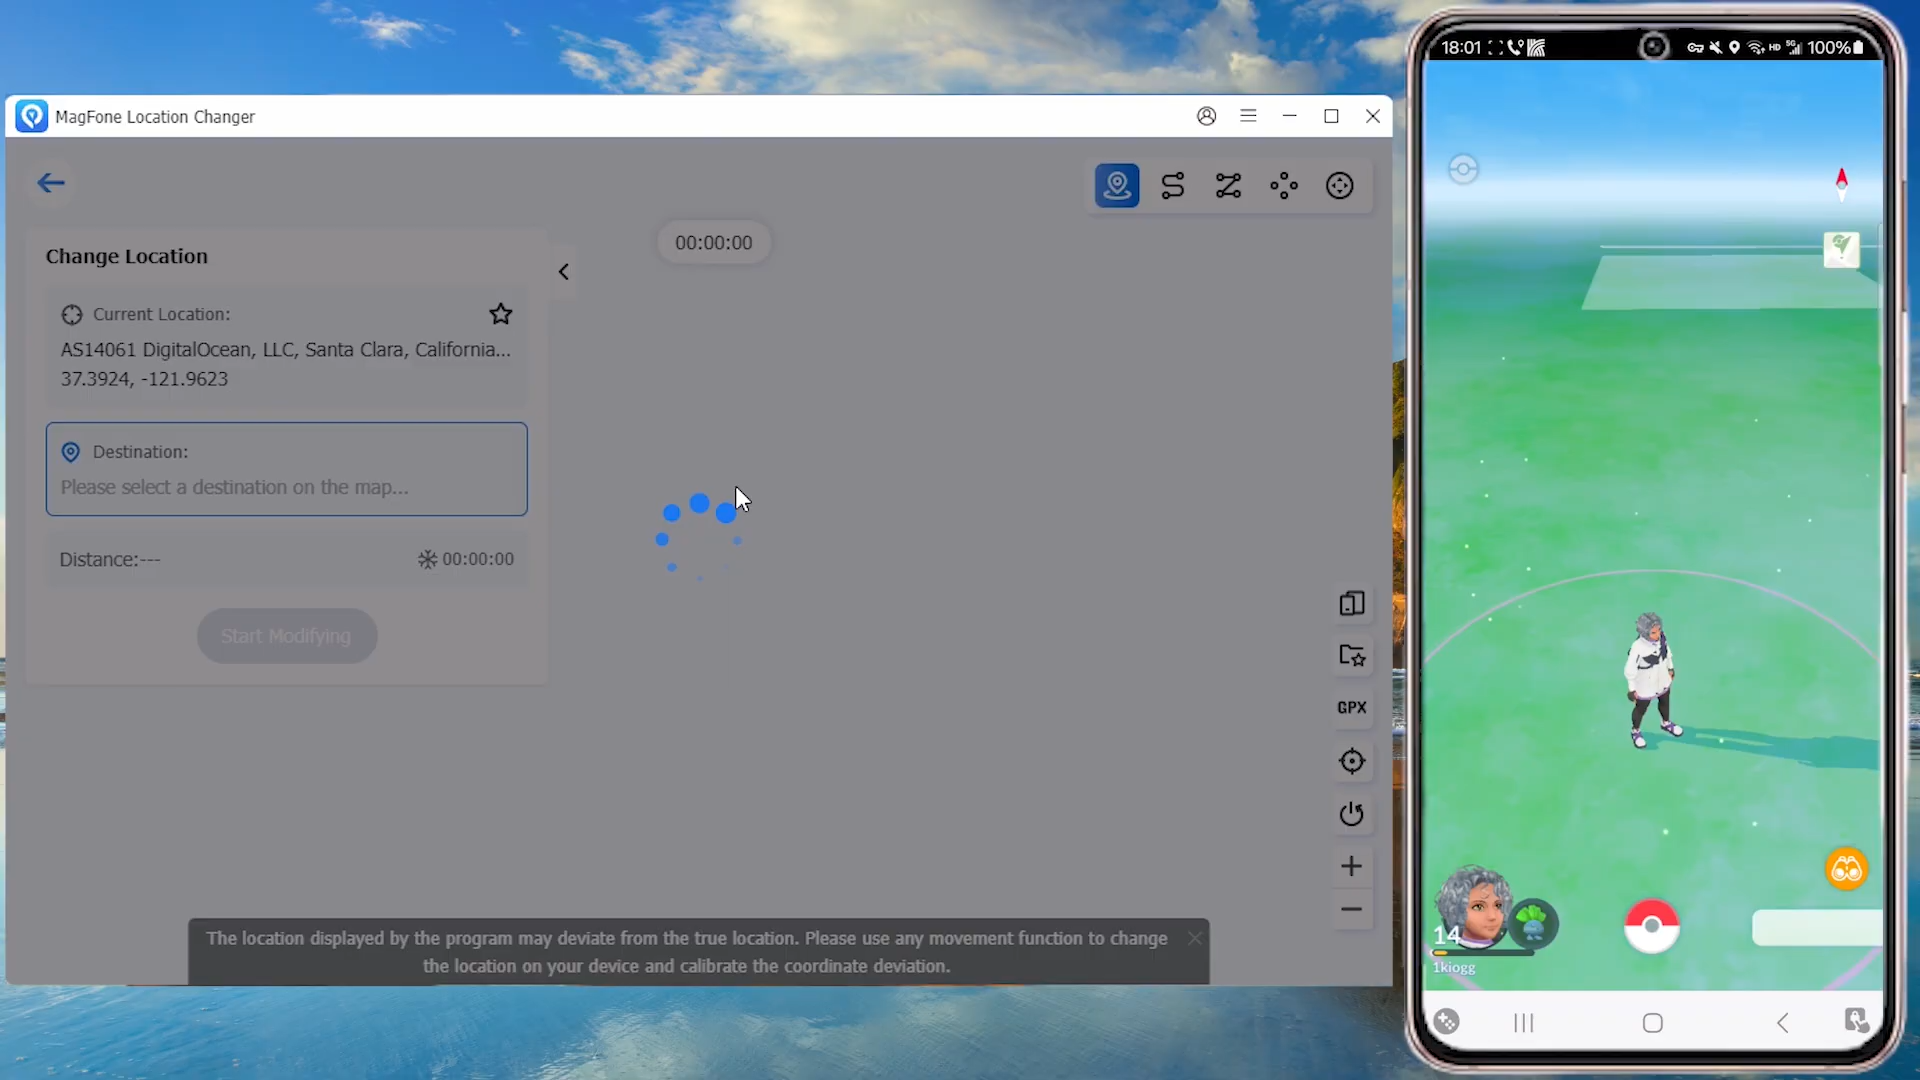 MagFone Location Changer
00:00:00
Change Location
Current Location:
AS14061 DigitalOcean, LLC, Santa Clara, California...
37.3924, -121.9623
Destination:
Please select a destination on the map...
Distance:---
00:00:00
Start Modifying
GPX
The location displayed by the program may deviate from the true location. Please use any movement function to change
the location on your device and calibrate the coordinate deviation.
18:01
HD
5G
100%
14
1kiogg